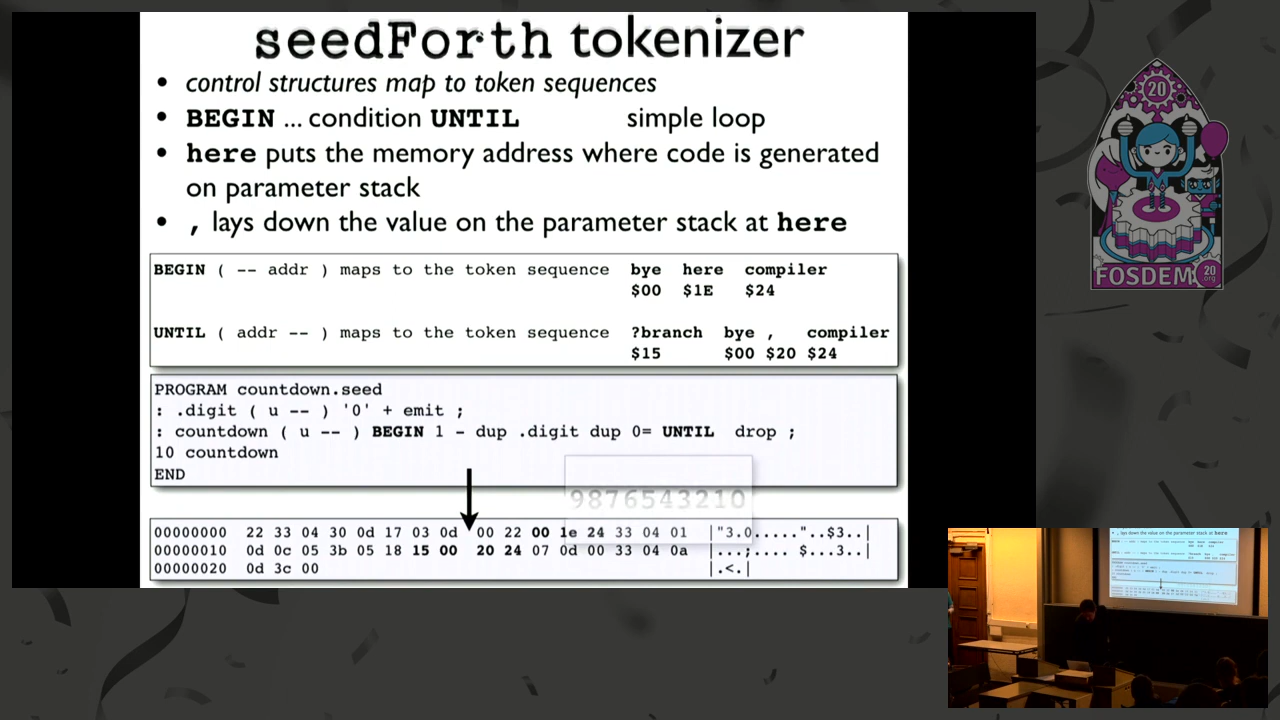 seedForth tokenizer
• control structures map to token sequences
• BEGIN ... condition UNTIL simple loop
• here puts the memory address where code is generated
on parameter stack
• , lays down the value on the parameter stack at here
BEGIN ( -- addr ) maps to the token sequence bye here compiler
$00 $1E $24
UNTIL ( addr -- ) maps to the token sequence ?branch bye , compiler
$15 $00 $20 $24
PROGRAM countdown.seed
: .digit ( u -- ) '0' + emit ;
: countdown ( u -- ) BEGIN 1 - dup .digit dup 0= UNTIL drop ;
10 countdown
END
9876543210
00000000 22 33 04 30 0d 17 03 0d 00 22 00 1e 24 33 04 01 |"3.0....."..$3..|
00000010 0d 0c 05 3b 05 18 15 00 20 24 07 0d 00 33 04 0a |...;.... $...3..|
00000020 0d 3c 00 |.<.|
20
FOSDEM 20
.org